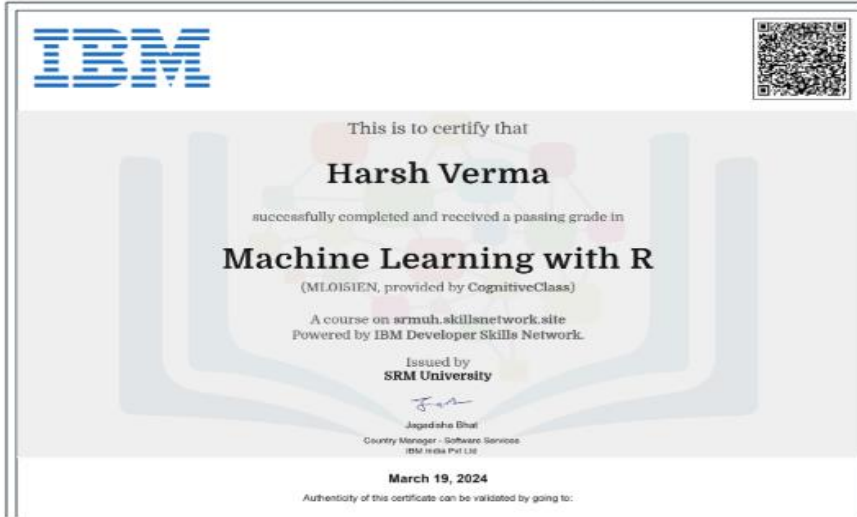 IBM
This is to certify that
Harsh Verma
successfully completed and received a passing grade in
Machine Learning with R
(ML0151EN, provided by CognitiveClass)
A course on srmuh.skillsnetwork.site
Powered by IBM Developer Skills Network.
Issued by
SRM University
Jagadisha Bhat
Country Manager - Software Services
IBM India Pvt Ltd
March 19, 2024
Authenticity of this certificate can be validated by going to: